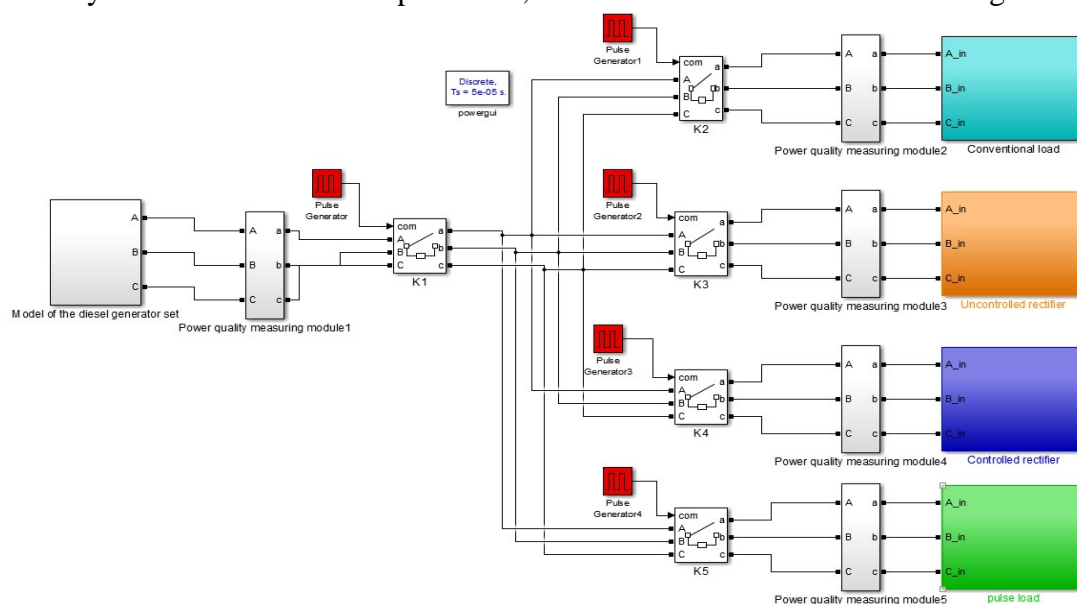 Pulse
Generator1
com
A
B
C
a
b
c
K2
A
B
C
a
b
c
Power quality measuring module2
A_in
B_in
C_in
Conventional load
Discrete,
Ts = 5e-05 s.
powergui
Model of the diesel generator set
A
B
C
A
B
C
a
b
c
Power quality measuring module1
Pulse
Generator
com
A
B
C
a
b
c
K1
Pulse
Generator2
com
A
B
C
a
b
c
K3
A
B
C
a
b
c
Power quality measuring module3
A_in
B_in
C_in
Uncontrolled rectifier
Pulse
Generator3
com
A
B
C
a
b
c
K4
A
B
C
a
b
c
Power quality measuring module4
A_in
B_in
C_in
Controlled rectifier
Pulse
Generator4
com
A
B
C
a
b
c
K5
A
B
C
a
b
c
Power quality measuring module5
A_in
B_in
C_in
pulse load